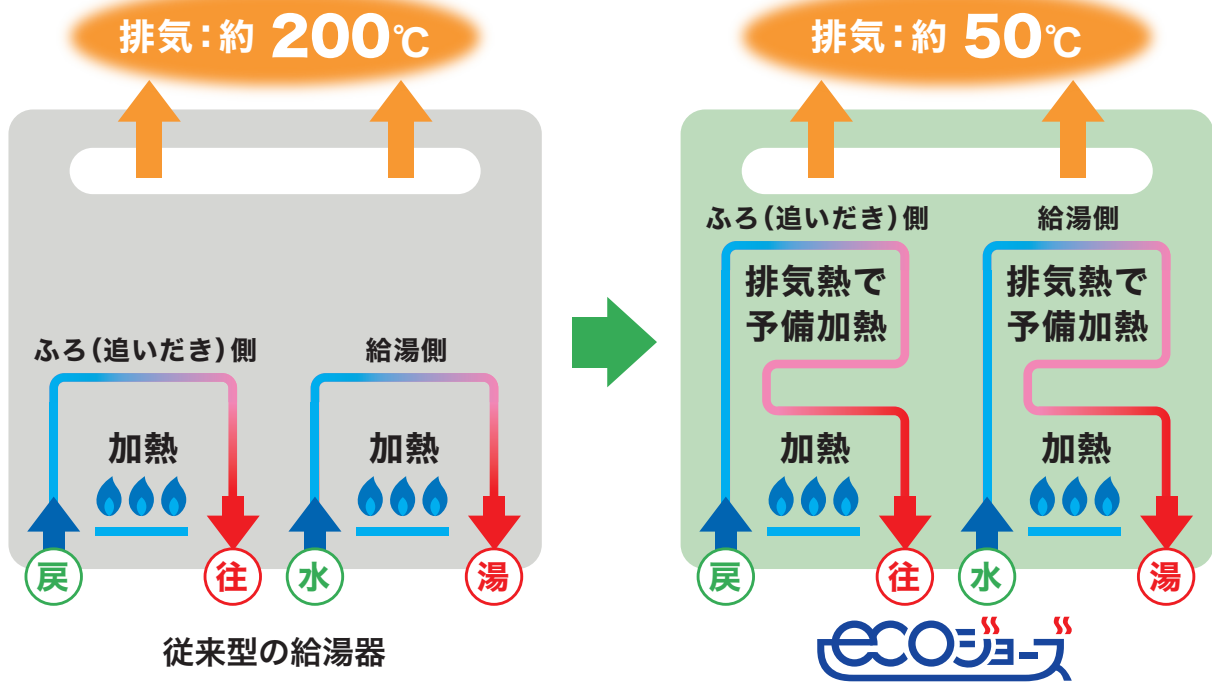 排気：約 200℃
ふろ（追いだき）側
給湯側
加熱
加熱
戻
往
水
湯
従来型の給湯器
排気：約 50℃
ふろ（追いだき）側
給湯側
排気熱で
予備加熱
排気熱で
予備加熱
加熱
加熱
戻
往
水
湯
ecoジョーズ